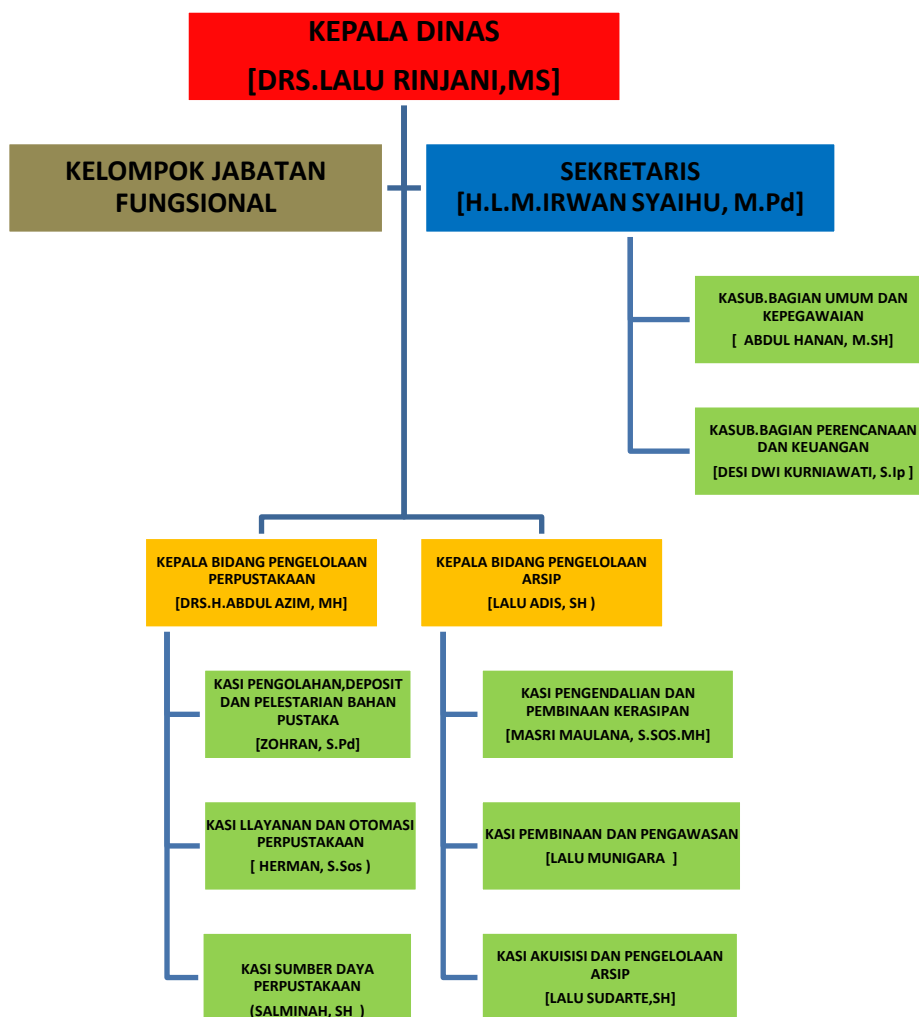 KEPALA DINAS
[DRS.LALU RINJANI,MS]
KELOMPOK JABATAN
FUNGSIONAL
SEKRETARIS
[H.L.M.IRWAN SYAIHU, M.Pd]
KASUB.BAGIAN UMUM DAN
KEPEGAWAIAN
[ ABDUL HANAN, M.SH]
KASUB.BAGIAN PERENCANAAN
DAN KEUANGAN
[DESI DWI KURNIAWATI, S.Ip ]
KEPALA BIDANG PENGELOLAAN
PERPUSTAKAAN
[DRS.H.ABDUL AZIM, MH]
KEPALA BIDANG PENGELOLAAN
ARSIP
[LALU ADIS, SH )
KASI PENGOLAHAN,DEPOSIT
DAN PELESTARIAN BAHAN
PUSTAKA
[ZOHRAN, S.Pd]
KASI PENGENDALIAN DAN
PEMBINAAN KERASIPAN
[MASRI MAULANA, S.SOS.MH]
KASI LLAYANAN DAN OTOMASI
PERPUSTAKAAN
[ HERMAN, S.Sos )
KASI PEMBINAAN DAN PENGAWASAN
[LALU MUNIGARA ]
KASI SUMBER DAYA
PERPUSTAKAAN
(SALMINAH, SH )
KASI AKUISISI DAN PENGELOLAAN
ARSIP
[LALU SUDARTE,SH]